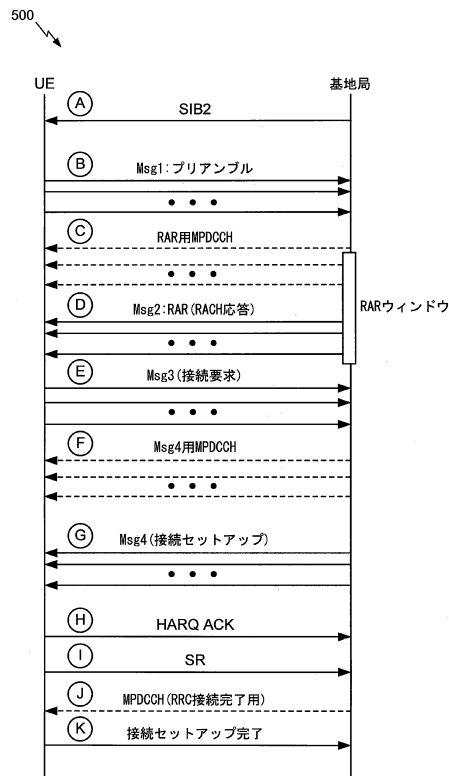 500
UE
基地局
A
SIB2
B
Msg1:プリアンブル
• • •
C
RAR用MPDCCH
• • •
RARウィンドウ
D
Msg2:RAR(RACH応答)
• • •
E
Msg3(接続要求)
• • •
F
Msg4用MPDCCH
• • •
G
Msg4(接続セットアップ)
• • •
H
HARQ ACK
I
SR
J
MPDCCH(RRC接続完了用)
K
接続セットアップ完了